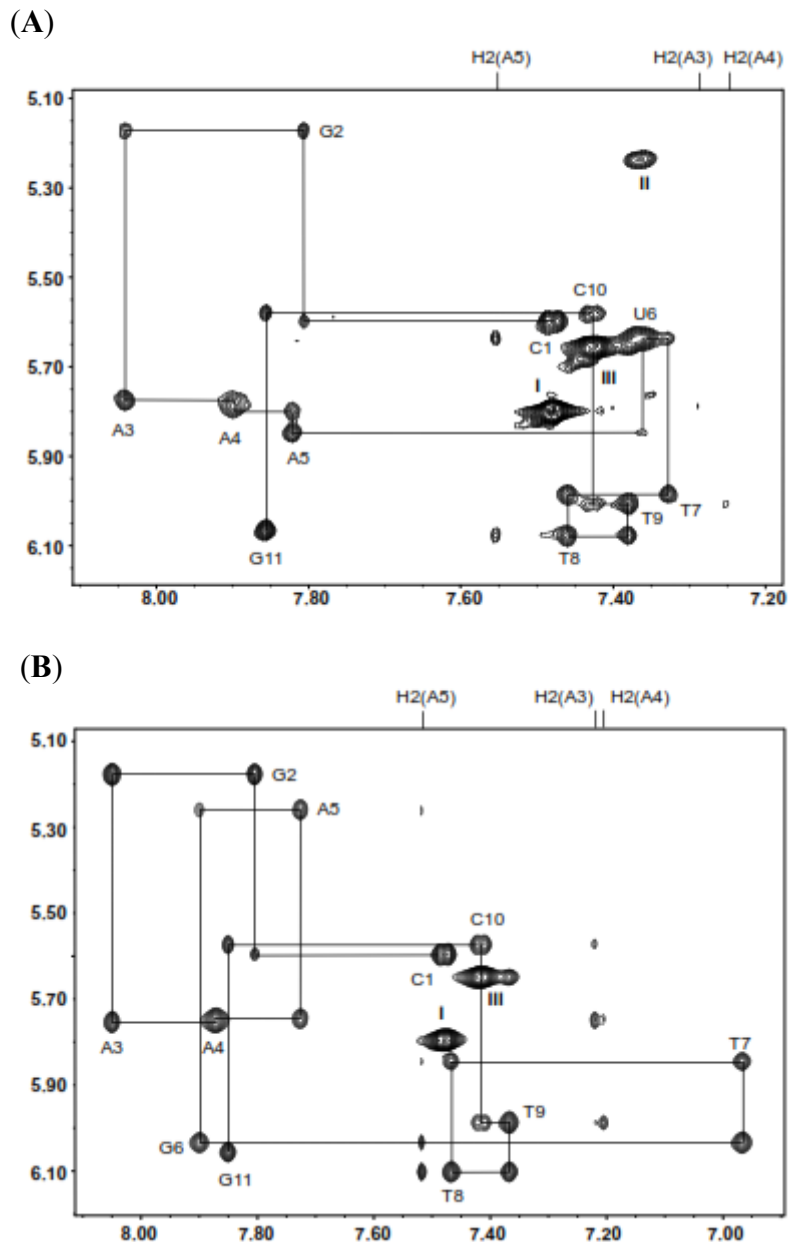 (A)
H2(A5) H2(A3) H2(A4)
5.10
5.30
5.50
5.70
5.90
6.10
G2
II
C10
U6
C1
III
I
A3
A4
A5
T9
T7
G11
T8
8.00 7.80 7.60 7.40 7.20
(B)
H2(A5) H2(A3) H2(A4)
5.10
5.30
5.50
5.70
5.90
6.10
G2
A5
C10
C1
III
I
A3
A4
T7
T9
G6
G11
T8
8.00 7.80 7.60 7.40 7.20 7.00